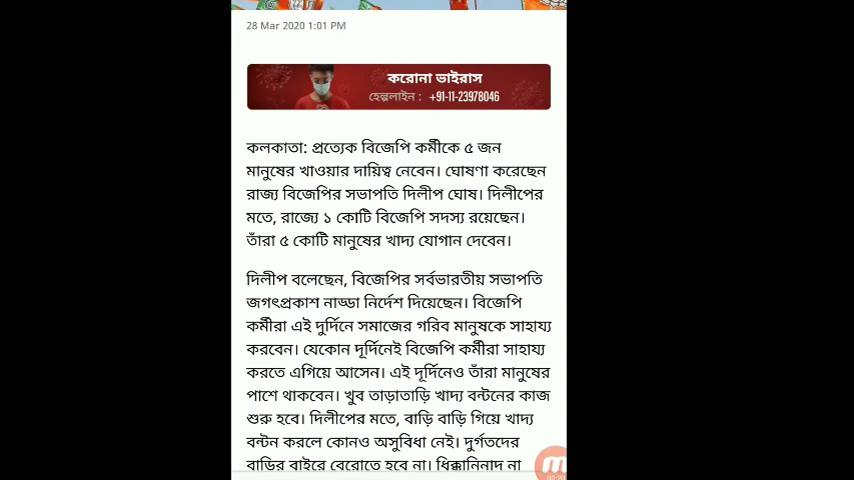 28 Mar 2020 1:01 PM
করোনা ভাইরাস
হেল্পলাইন : +91-11-23978046
কলকাতা: প্রত্যেক বিজেপি কর্মীকে ৫ জন
মানুষের খাওয়ার দায়িত্ব নেবেন। ঘোষণা করেছেন
রাজ্য বিজেপির সভাপতি দিলীপ ঘোষ। দিলীপের
মতে, রাজ্যে ১ কোটি বিজেপি সদস্য রয়েছেন।
তাঁরা ৫ কোটি মানুষের খাদ্য যোগান দেবেন।
দিলীপ বলেছেন, বিজেপির সর্বভারতীয় সভাপতি
জগৎপ্রকাশ নাড্ডা নির্দেশ দিয়েছেন। বিজেপি
কর্মীরা এই দুর্দিনে সমাজের গরিব মানুষকে সাহায্য
করবেন। যেকোন দূর্দিনেই বিজেপি কর্মীরা সাহায্য
করতে এগিয়ে আসেন। এই দূর্দিনেও তাঁরা মানুষের
পাশে থাকবেন। খুব তাড়াতাড়ি খাদ্য বন্টনের কাজ
শুরু হবে। দিলীপের মতে, বাড়ি বাড়ি গিয়ে খাদ্য
বন্টন করলে কোনও অসুবিধা নেই। দুর্গতদের
বাড়ির বাইরে বেরোতে হবে না। ধিক্কানিনাদ না